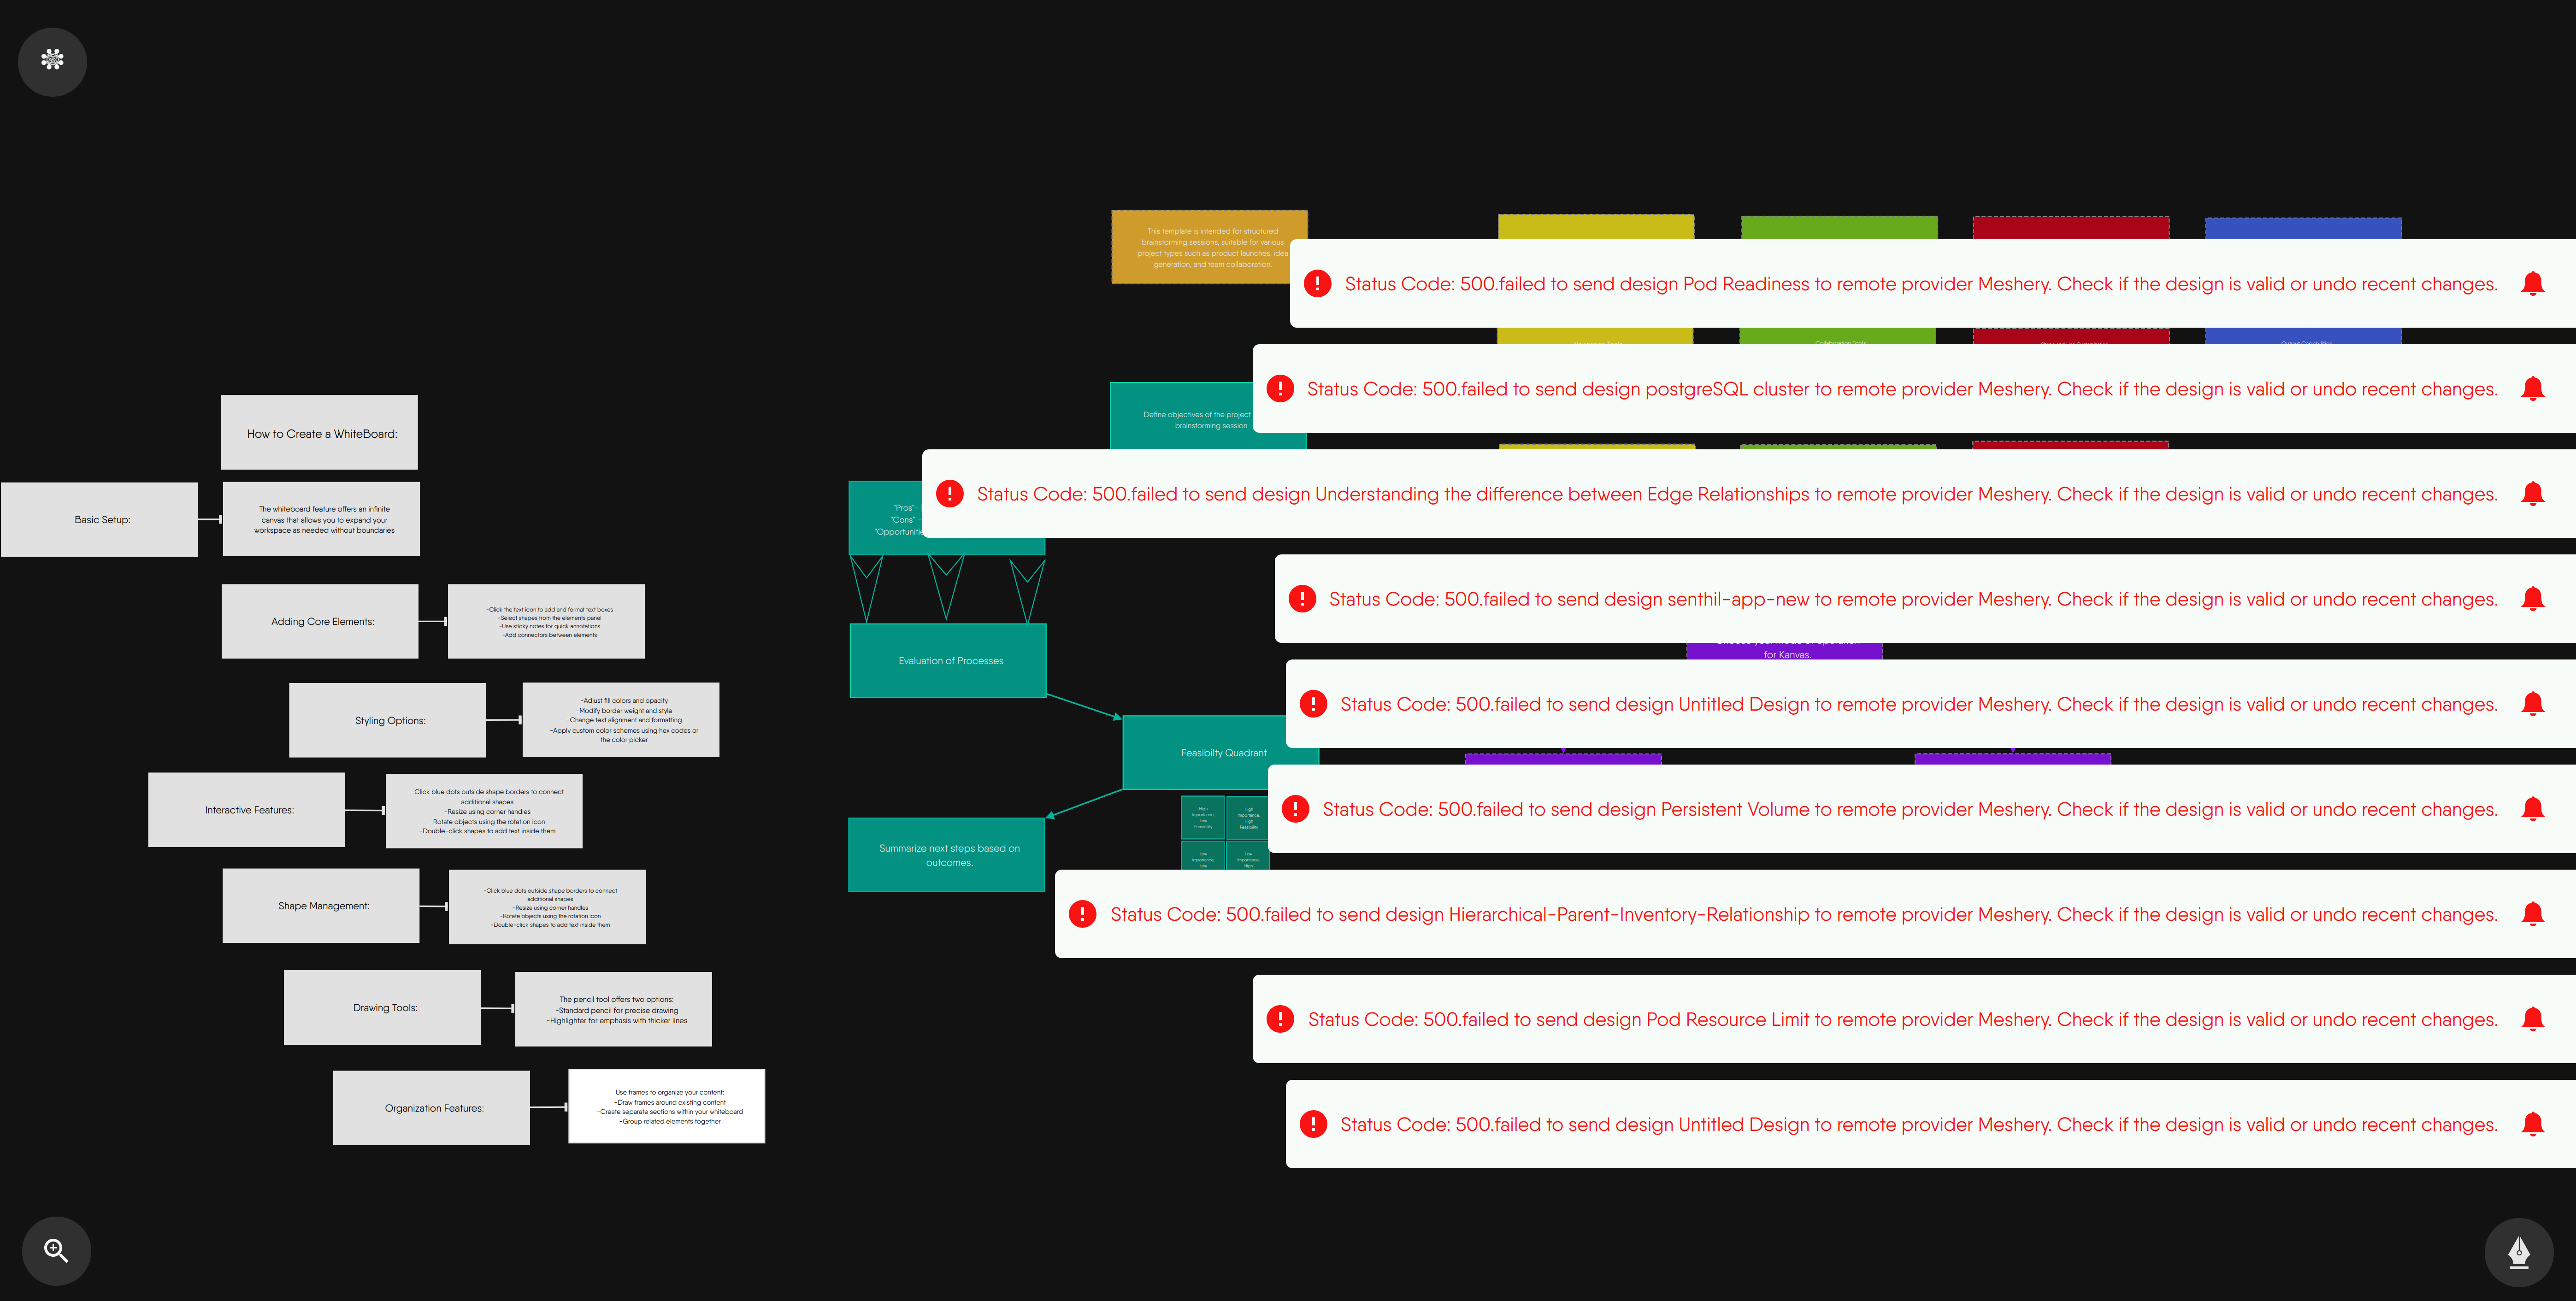 How to Create a WhiteBoard:
Basic Setup:
The whiteboard feature offers an infinite
canvas that allows you to expand your
workspace as needed without boundaries
Adding Core Elements:
-Click the text icon to add and format text boxes
-Select shapes from the elements panel
-Use sticky notes for quick annotations
-Add connectors between elements
Styling Options:
-Adjust fill colors and opacity
-Modify border weight and style
-Change text alignment and formatting
-Apply custom color schemes using hex codes or
the color picker
Interactive Features:
-Click blue dots outside shape borders to connect
additional shapes
-Resize using corner handles
-Rotate objects using the rotation icon
-Double-click shapes to add text inside them
Shape Management:
-Click blue dots outside shape borders to connect
additional shapes
-Resize using corner handles
-Rotate objects using the rotation icon
-Double-click shapes to add text inside them
Drawing Tools:
The pencil tool offers two options:
-Standard pencil for precise drawing
-Highlighter for emphasis with thicker lines
Organization Features:
Use frames to organize your content:
-Draw frames around existing content
-Create separate sections within your whiteboard
-Group related elements together
This template is intended for structured
brainstorming sessions, suitable for various
project types such as product launches, idea
generation, and team collaboration.
Define objectives of the project
brainstorming session
"Pros"-
"Cons" -
Evaluation of Processes
Feasibilty Quadrant
High
Importence,
Low
Feasibility
High
Importence,
High
Feasibility
Low
Importence,
Low
Low
Importence,
High
Summarize next steps based on
outcomes.
Status Code: 500.failed to send design Pod Readiness to remote provider Meshery. Check if the design is valid or undo recent changes.
Status Code: 500.failed to send design postgreSQL cluster to remote provider Meshery. Check if the design is valid or undo recent changes.
Status Code: 500.failed to send design Understanding the difference between Edge Relationships to remote provider Meshery. Check if the design is valid or undo recent changes.
Status Code: 500.failed to send design senthil-app-new to remote provider Meshery. Check if the design is valid or undo recent changes.
for Kanvas.
Status Code: 500.failed to send design Untitled Design to remote provider Meshery. Check if the design is valid or undo recent changes.
Status Code: 500.failed to send design Persistent Volume to remote provider Meshery. Check if the design is valid or undo recent changes.
Status Code: 500.failed to send design Hierarchical-Parent-Inventory-Relationship to remote provider Meshery. Check if the design is valid or undo recent changes.
Status Code: 500.failed to send design Pod Resource Limit to remote provider Meshery. Check if the design is valid or undo recent changes.
Status Code: 500.failed to send design Untitled Design to remote provider Meshery. Check if the design is valid or undo recent changes.